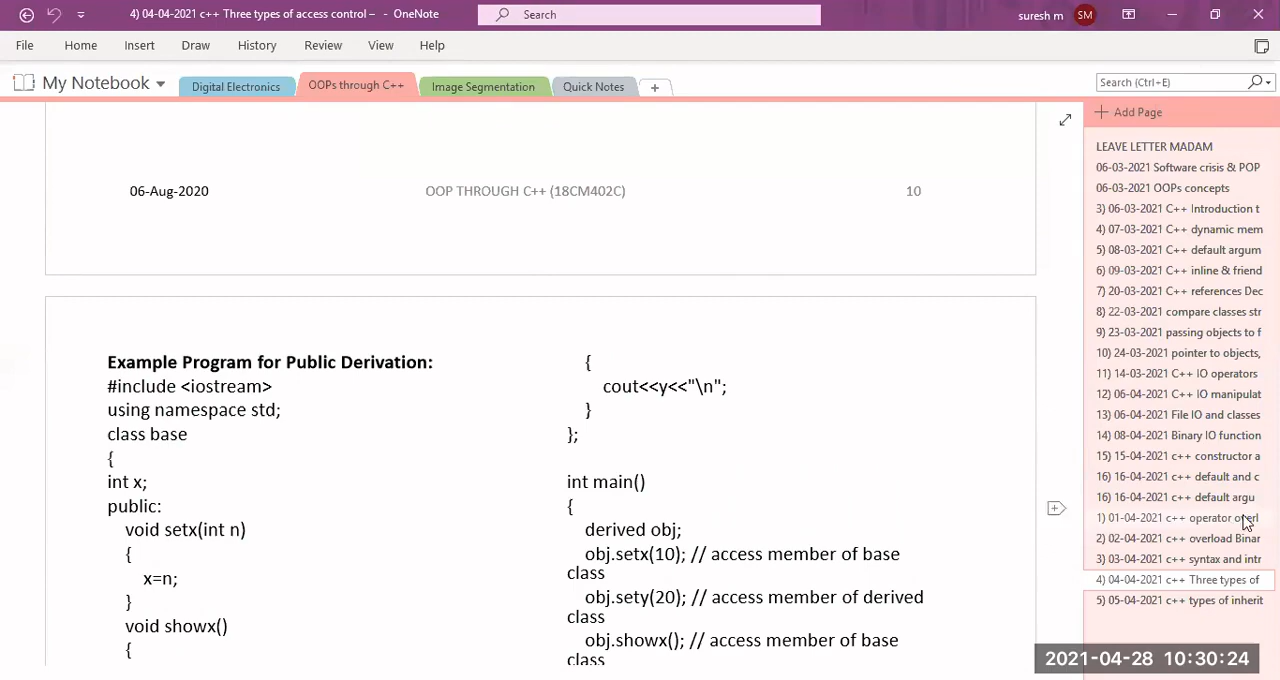 4) 04-04-2021 c++ Three types of access control – - OneNote
Search
suresh m
SM
File
Home
Insert
Draw
History
Review
View
Help
My Notebook
Digital Electronics
OOPs through C++
Image Segmentation
Quick Notes
+
Search (Ctrl+E)
Add Page
06-Aug-2020
OOP THROUGH C++ (18CM402C)
10
Example Program for Public Derivation:
#include <iostream>
using namespace std;
class base
{
int x;
public:
void setx(int n)
{
x=n;
}
void showx()
{
{
cout<<y<<"\n";
}
};
int main()
{
derived obj;
obj.setx(10); // access member of base
class
obj.sety(20); // access member of derived
class
obj.showx(); // access member of base
class
LEAVE LETTER MADAM
06-03-2021 Software crisis & POP
06-03-2021 OOPs concepts
3) 06-03-2021 C++ Introduction t
4) 07-03-2021 C++ dynamic mem
5) 08-03-2021 C++ default argum
6) 09-03-2021 C++ inline & friend
7) 20-03-2021 C++ references Dec
8) 22-03-2021 compare classes str
9) 23-03-2021 passing objects to f
10) 24-03-2021 pointer to objects,
11) 14-03-2021 C++ IO operators
12) 06-04-2021 C++ IO manipulat
13) 06-04-2021 File IO and classes
14) 08-04-2021 Binary IO function
15) 15-04-2021 c++ constructor a
16) 16-04-2021 c++ default and c
16) 16-04-2021 c++ default argu
1) 01-04-2021 c++ operator overl
2) 02-04-2021 c++ overload Binar
3) 03-04-2021 c++ syntax and intr
4) 04-04-2021 c++ Three types of
5) 05-04-2021 c++ types of inherit
2021-04-28 10:30:24